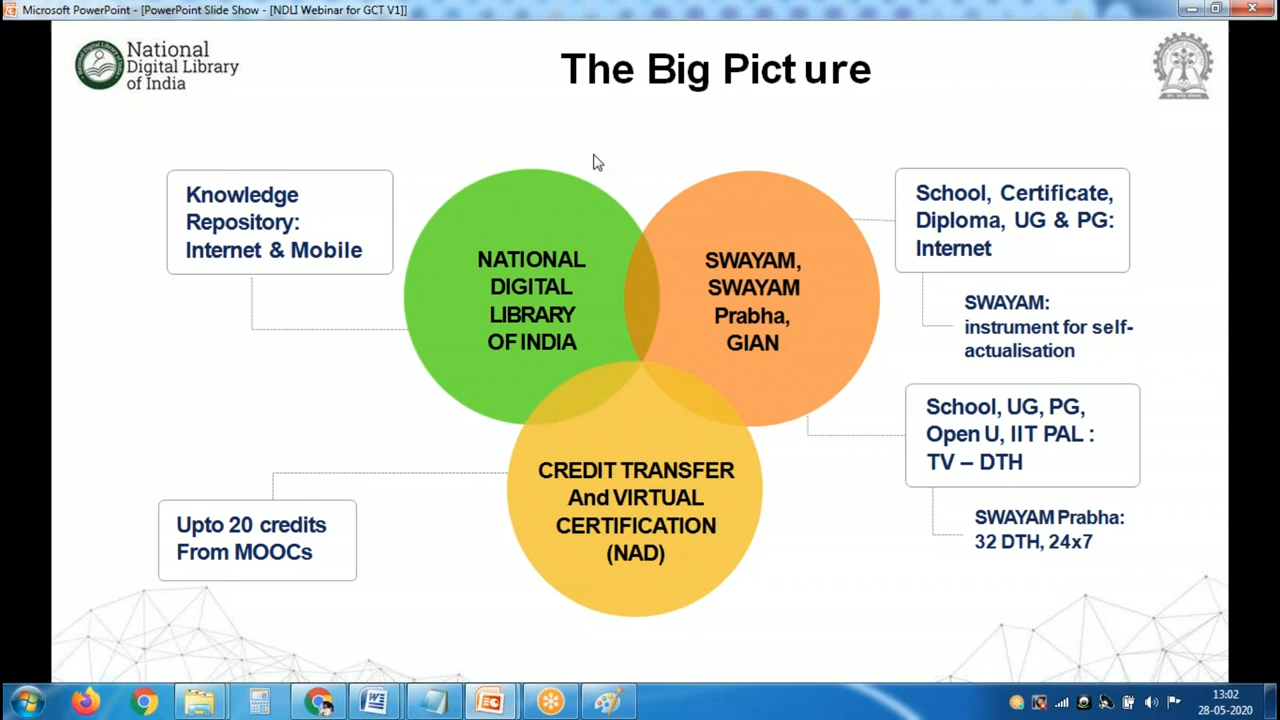 Microsoft PowerPoint - [PowerPoint Slide Show - [NDLI Webinar for GCT V1]]
National
Digital Library
of India
The Big Picture
Knowledge
Repository:
Internet & Mobile
NATIONAL
DIGITAL
LIBRARY
OF INDIA
SWAYAM,
SWAYAM
Prabha,
GIAN
School, Certificate,
Diploma, UG & PG:
Internet
SWAYAM:
instrument for self-
actualisation
School, UG, PG,
Open U, IIT PAL :
TV – DTH
CREDIT TRANSFER
And VIRTUAL
CERTIFICATION
(NAD)
Upto 20 credits
From MOOCs
SWAYAM Prabha:
32 DTH, 24x7
13:02
28-05-2020